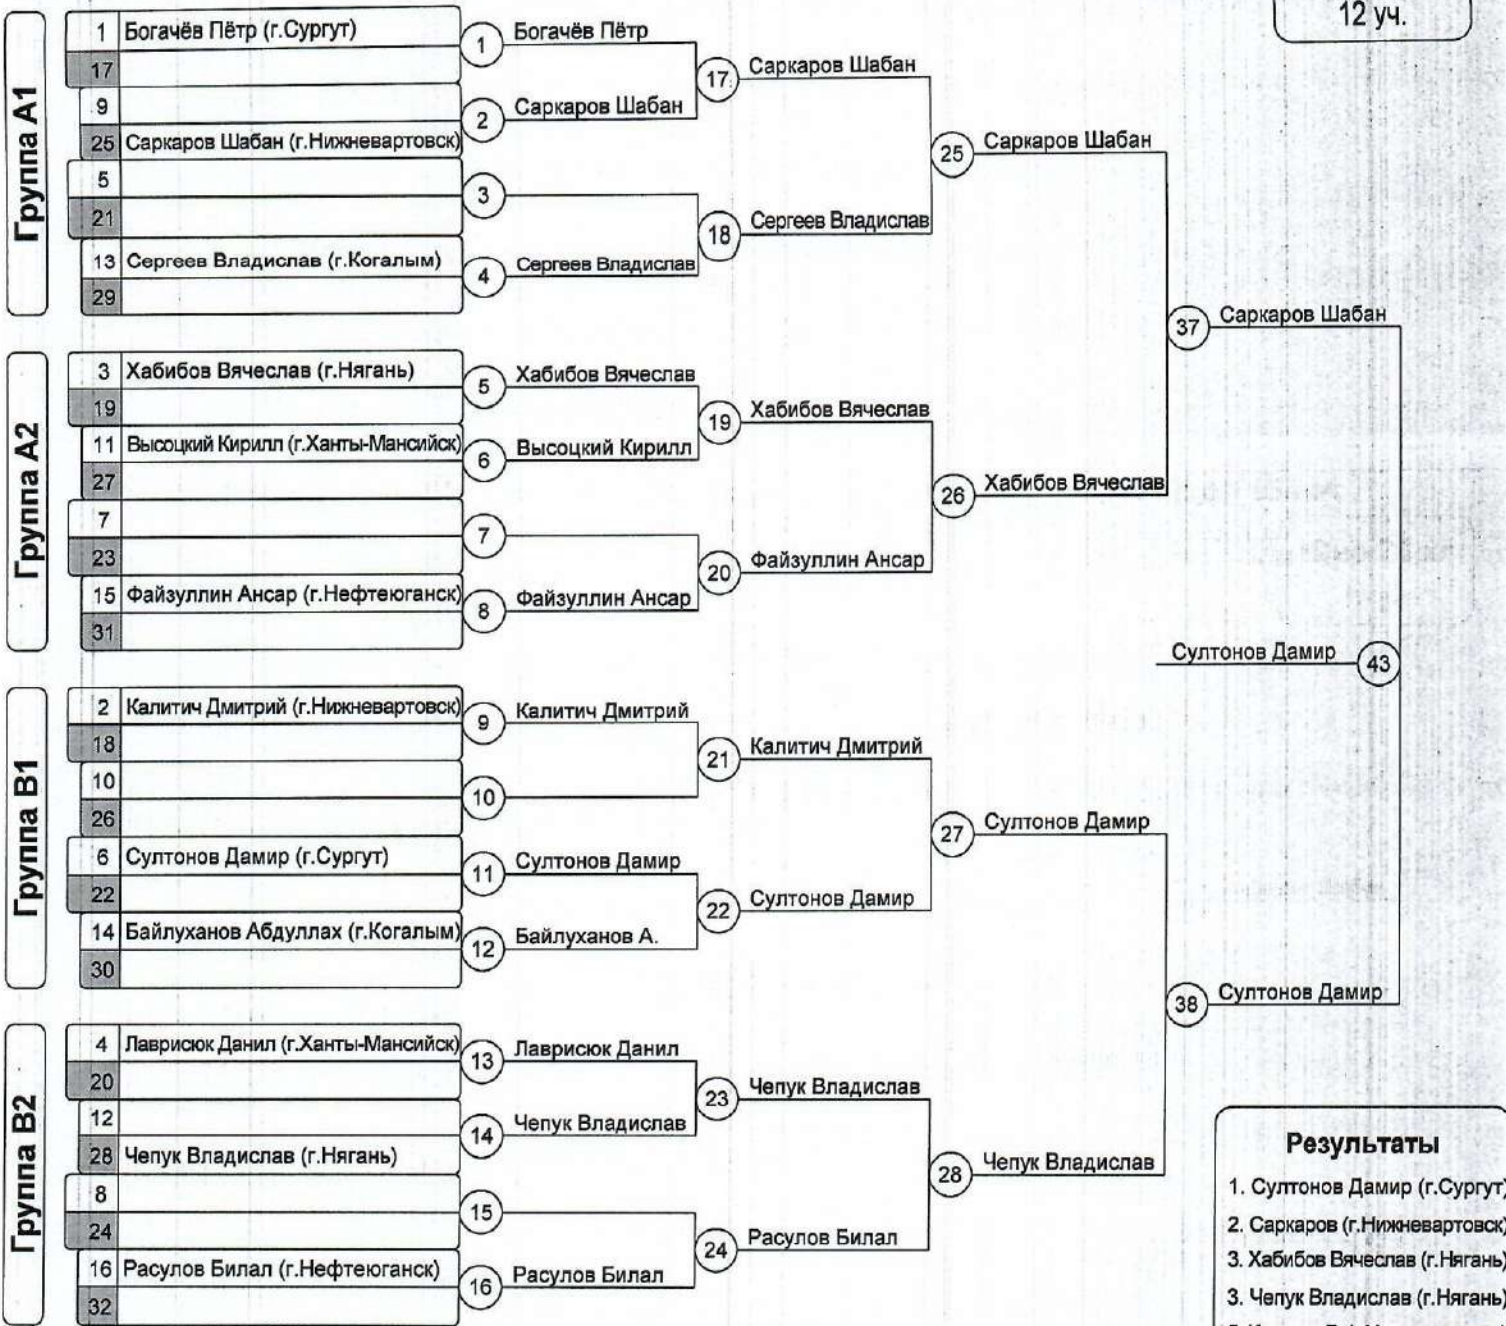 12 уч.
Группа A1
1 Богачёв Пётр (г.Сургут)
17
9
25 Саркаров Шабан (г.Нижневартовск)
5
21
13 Сергеев Владислав (г.Когалым)
29
1 Богачёв Пётр
2 Саркаров Шабан
3
4 Сергеев Владислав
17 Саркаров Шабан
18 Сергеев Владислав
25 Саркаров Шабан
Группа A2
3 Хабибов Вячеслав (г.Нягань)
19
11 Высоцкий Кирилл (г.Ханты-Мансийск)
27
7
23
15 Файзуллин Ансар (г.Нефтеюганск)
31
5 Хабибов Вячеслав
6 Высоцкий Кирилл
7
8 Файзуллин Ансар
19 Хабибов Вячеслав
20 Файзуллин Ансар
26 Хабибов Вячеслав
37 Саркаров Шабан
Группа B1
2 Калитич Дмитрий (г.Нижневартовск)
18
10
26
6 Султонов Дамир (г.Сургут)
22
14 Байлуханов Абдуллах (г.Когалым)
30
9 Калитич Дмитрий
10
11 Султонов Дамир
12 Байлуханов А.
21 Калитич Дмитрий
22 Султонов Дамир
27 Султонов Дамир
Группа B2
4 Лаврисюк Данил (г.Ханты-Мансийск)
20
12
28 Чепук Владислав (г.Нягань)
8
24
16 Расулов Билал (г.Нефтеюганск)
32
13 Лаврисюк Данил
14 Чепук Владислав
15
16 Расулов Билал
23 Чепук Владислав
24 Расулов Билал
28 Чепук Владислав
38 Султонов Дамир
Султонов Дамир 43
Результаты
1. Султонов Дамир (г.Сургут)
2. Саркаров (г.Нижневартовск)
3. Хабибов Вячеслав (г.Нягань)
3. Чепук Владислав (г.Нягань)